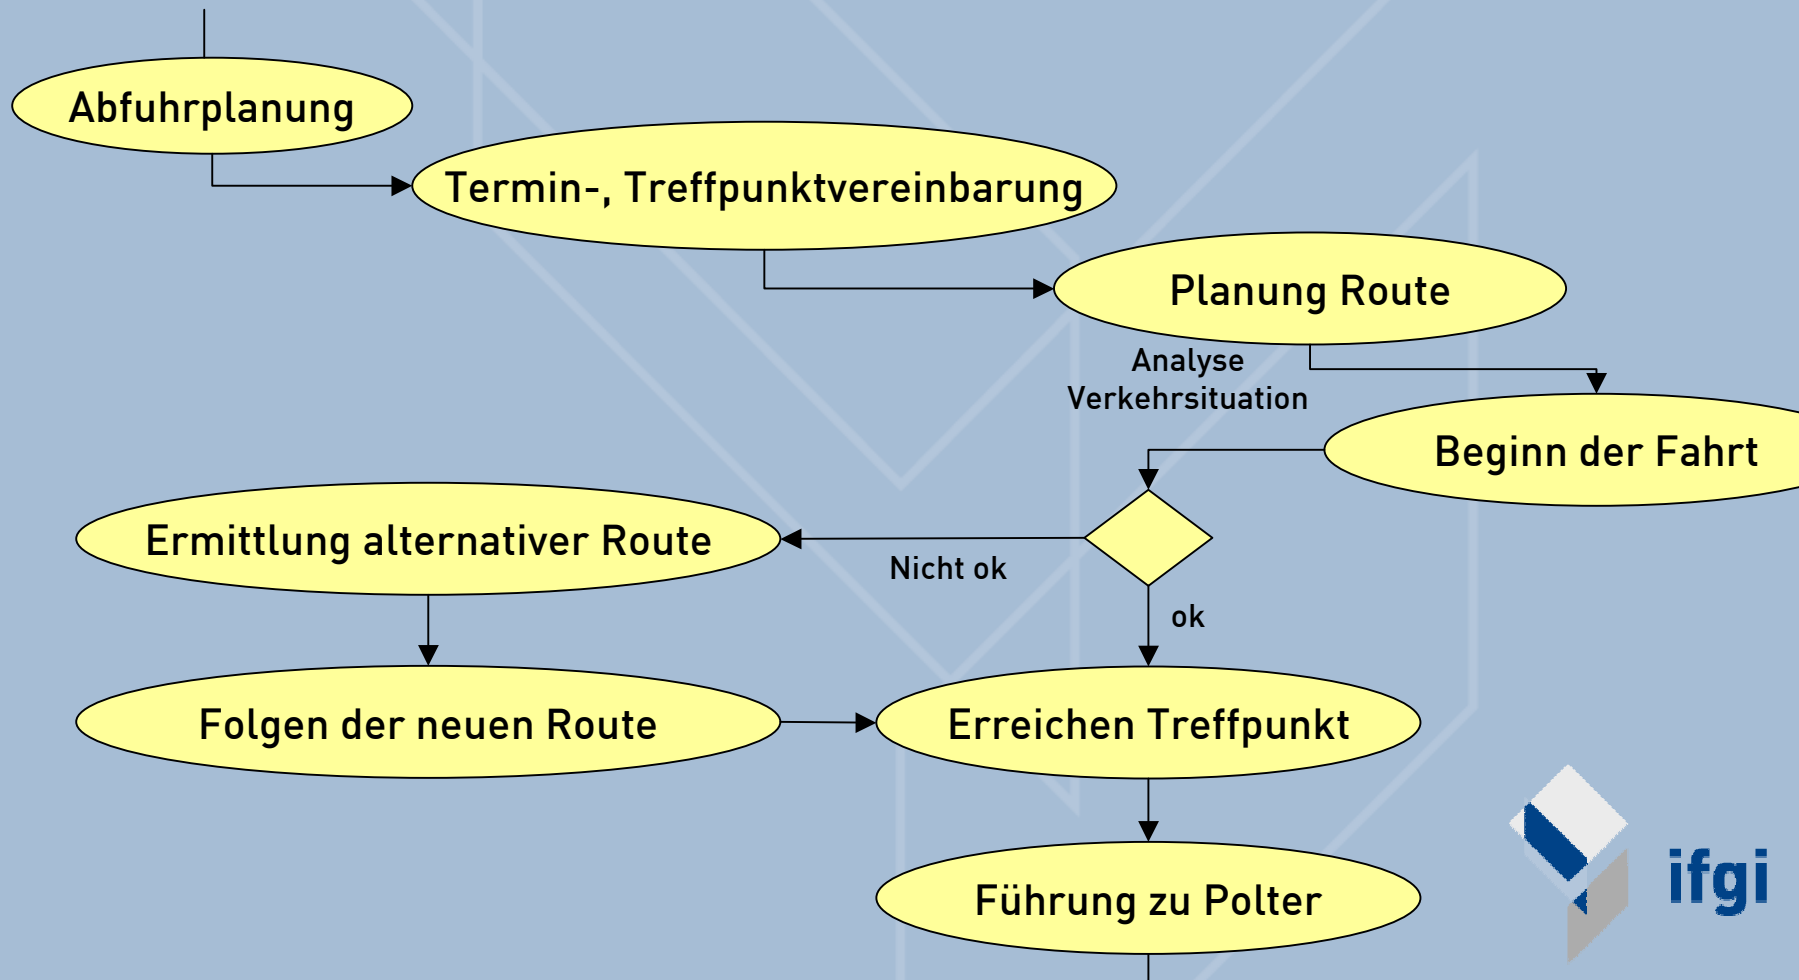 Abfuhrplanung
Termin-, Treffpunktvereinbarung
Planung Route
Analyse
Verkehrsituation
Beginn der Fahrt
Ermittlung alternativer Route
Nicht ok
ok
Folgen der neuen Route
Erreichen Treffpunkt
Führung zu Polter
ifgi